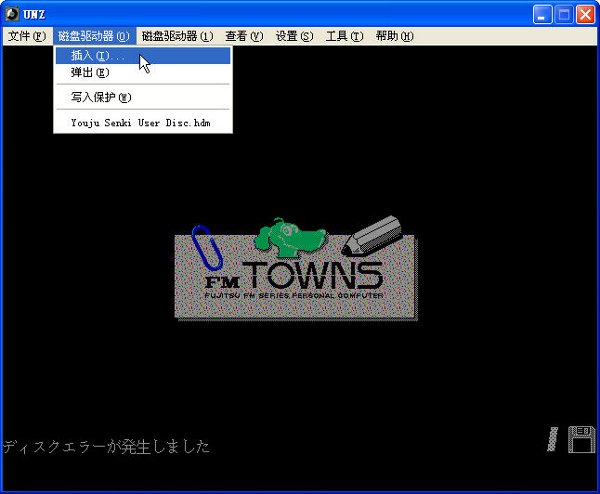 UNZ
文件(F) 磁盘驱动器(0) 磁盘驱动器(1) 查看(V) 设置(S) 工具(T) 帮助(H)
插入(I)...
弹出(E)
写入保护(W)
Youju Senki User Disc.hdm
FM TOWNS
FUJITSU FM SERIES PERSONAL COMPUTER
ディスクエラーが発生しました